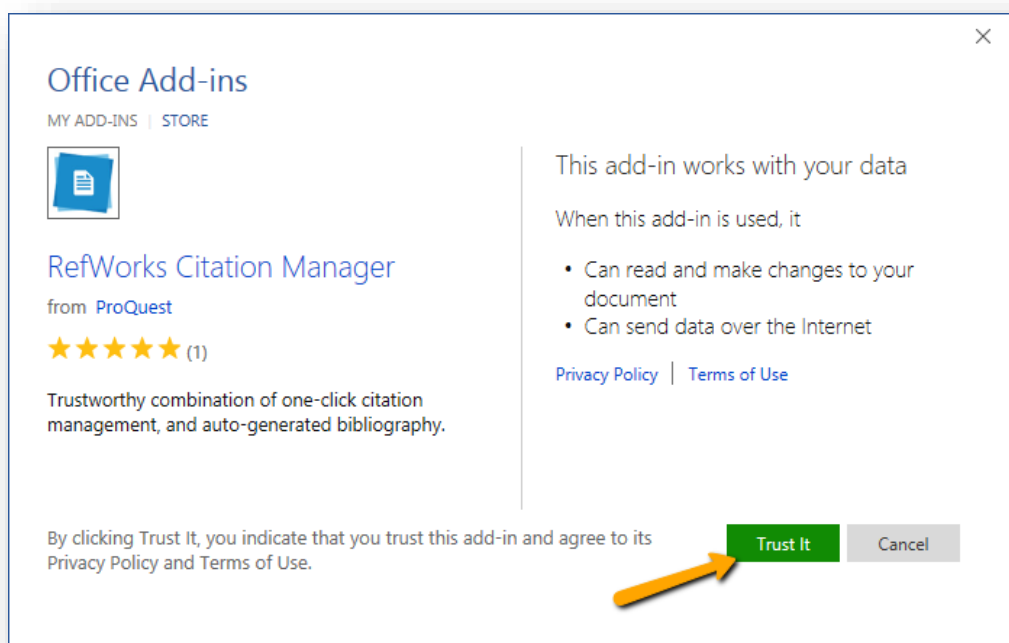 Office Add-ins
MY ADD-INS | STORE
RefWorks Citation Manager
from ProQuest
(1)
Trustworthy combination of one-click citation
management, and auto-generated bibliography.
This add-in works with your data
When this add-in is used, it
• Can read and make changes to your
document
• Can send data over the Internet
Privacy Policy | Terms of Use
By clicking Trust It, you indicate that you trust this add-in and agree to its
Privacy Policy and Terms of Use.
Trust It
Cancel